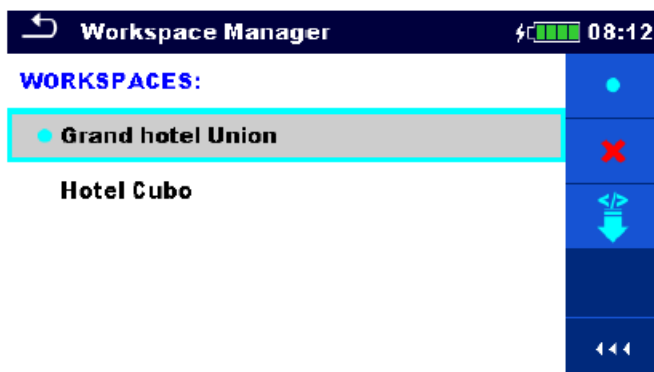 Workspace Manager 08:12
WORKSPACES:
Grand hotel Union
Hotel Cubo
</>